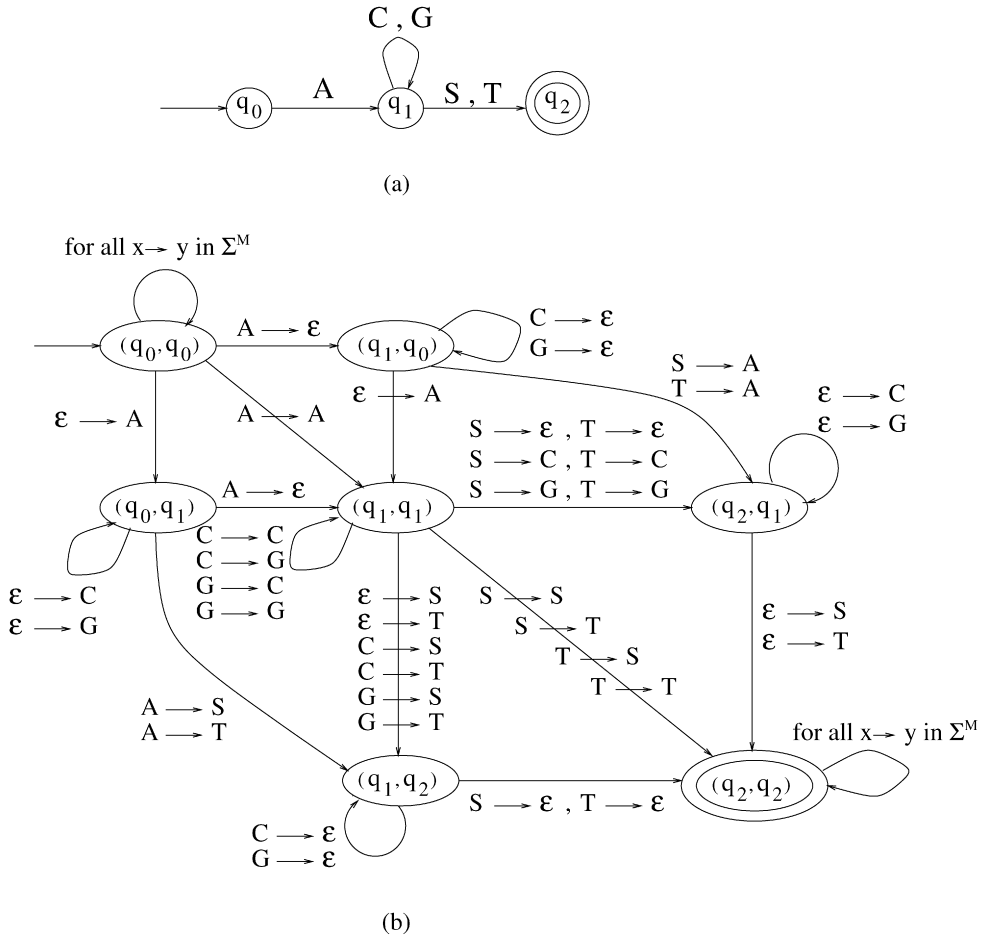 C , G
A
S , T
q0
q1
q2
(a)
for all x→ y in Σ^M
(q0,q0)
A → ε
(q1,q0)
C → ε
G → ε
S → A
T → A
ε → A
A → A
ε → A
ε → C
ε → G
S → ε , T → ε
S → C , T → C
S → G , T → G
(q0,q1)
A → ε
(q1,q1)
(q2,q1)
C → C
C → G
G → C
G → G
ε → C
ε → G
ε → S
ε → T
C → S
C → T
G → S
G → T
S → S
S → T
T → S
T → T
ε → S
ε → T
A → S
A → T
for all x→ y in Σ^M
(q1,q2)
(q2,q2)
S → ε , T → ε
C → ε
G → ε
(b)